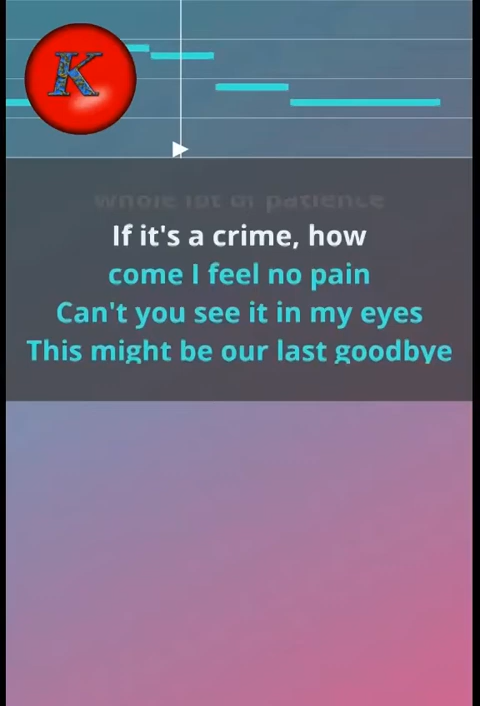 K
whole lot of patience
If it's a crime, how
come I feel no pain
Can't you see it in my eyes
This might be our last goodbye